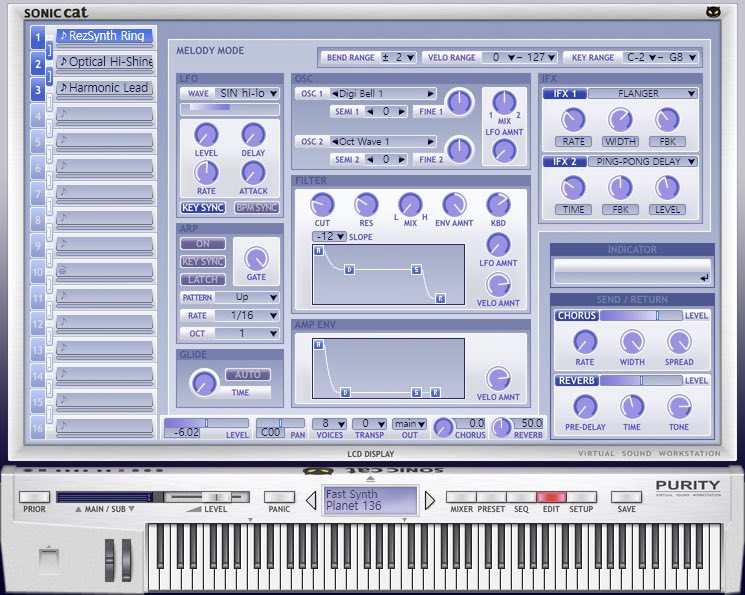 SONIC cat
1 RezSynth Ring
2 Optical Hi-Shine
3 Harmonic Lead
4
5
6
7
8
9
10
11
12
13
14
15
16
MELODY MODE
BEND RANGE ± 2 VELO RANGE 0 - 127 KEY RANGE C-2 - G8
LFO
WAVE SIN hi-lo
LEVEL DELAY
RATE ATTACK
KEY SYNC BPM SYNC
OSC
OSC 1 Digi Bell 1
SEMI 1 0 FINE 1
OSC 2 Oct Wave 1
SEMI 2 0 FINE 2
1 2
MIX
LFO AMNT
IFX
IFX 1 FLANGER
RATE WIDTH FBK
IFX 2 PING-PONG DELAY
TIME FBK LEVEL
FILTER
CUT RES L MIX H ENV AMNT KBD
-12 SLOPE
A D S R
LFO AMNT
VELO AMNT
ARP
ON
KEY SYNC
LATCH
GATE
PATTERN Up
RATE 1/16
OCT 1
GLIDE
AUTO
TIME
AMP ENV
A D S R
VELO AMNT
INDICATOR
SEND / RETURN
CHORUS LEVEL
RATE WIDTH SPREAD
REVERB LEVEL
PRE-DELAY TIME TONE
-6.02 C00 8 0 main 0.0 50.0
LEVEL PAN VOICES TRANSP OUT CHORUS REVERB
LCD DISPLAY
VIRTUAL SOUND WORKSTATION
SONIC cat
PRIOR MAIN / SUB LEVEL PANIC
Fast Synth
Planet 136
MIXER PRESET SEQ EDIT SETUP SAVE
PURITY
VIRTUAL SOUND WORKSTATION